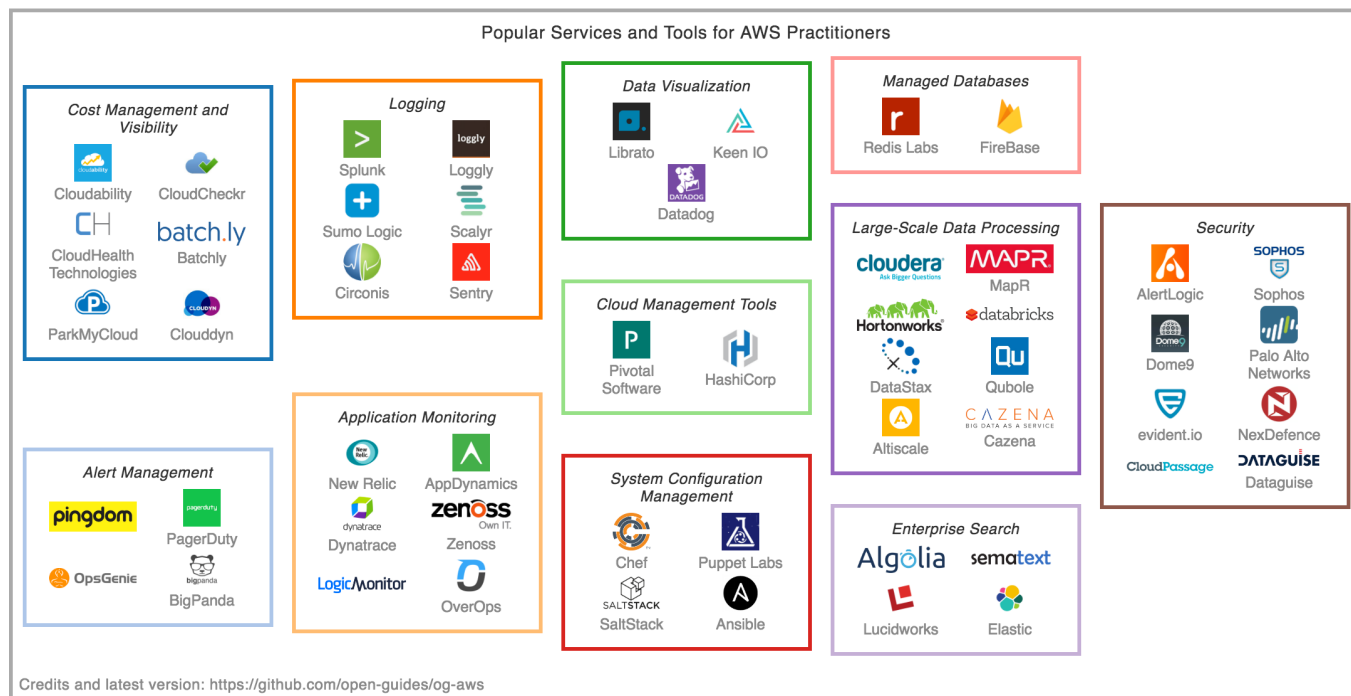 Popular Services and Tools for AWS Practitioners
Cost Management and
Visibility
cloudability
Cloudability
CloudCheckr
CH
CloudHealth
Technologies
batch.ly
Batchly
P
ParkMyCloud
CLOUDYN
Clouddyn
Alert Management
pingdom
pagerduty
PagerDuty
OpsGenie
bigpanda
BigPanda
Logging
>
Splunk
loggly
Loggly
+
Sumo Logic
Scalyr
Circonis
Sentry
Application Monitoring
New
Relic.
New Relic
AppDynamics
dynatrace
Dynatrace
zenoss
Own IT.
Zenoss
LogicMonitor
OverOps
Data Visualization
Librato
Keen IO
DATADOG
Datadog
Cloud Management Tools
P
Pivotal
Software
HashiCorp
System Configuration
Management
Chef
Puppet Labs
SALTSTACK
SaltStack
A
Ansible
Managed Databases
r
Redis Labs
FireBase
Large-Scale Data Processing
cloudera
Ask Bigger Questions
MAPR
MapR
Hortonworks
databricks
DataStax
Qu
Qubole
Altiscale
CAZENA
BIG DATA AS A SERVICE
Cazena
Enterprise Search
Algolia
sematext
Lucidworks
Elastic
Security
AlertLogic
SOPHOS
S
Sophos
Dome9
Dome9
Palo Alto
Networks
evident.io
N
NexDefence
CloudPassage
DATAGUISE
Dataguise
Credits and latest version: https://github.com/open-guides/og-aws